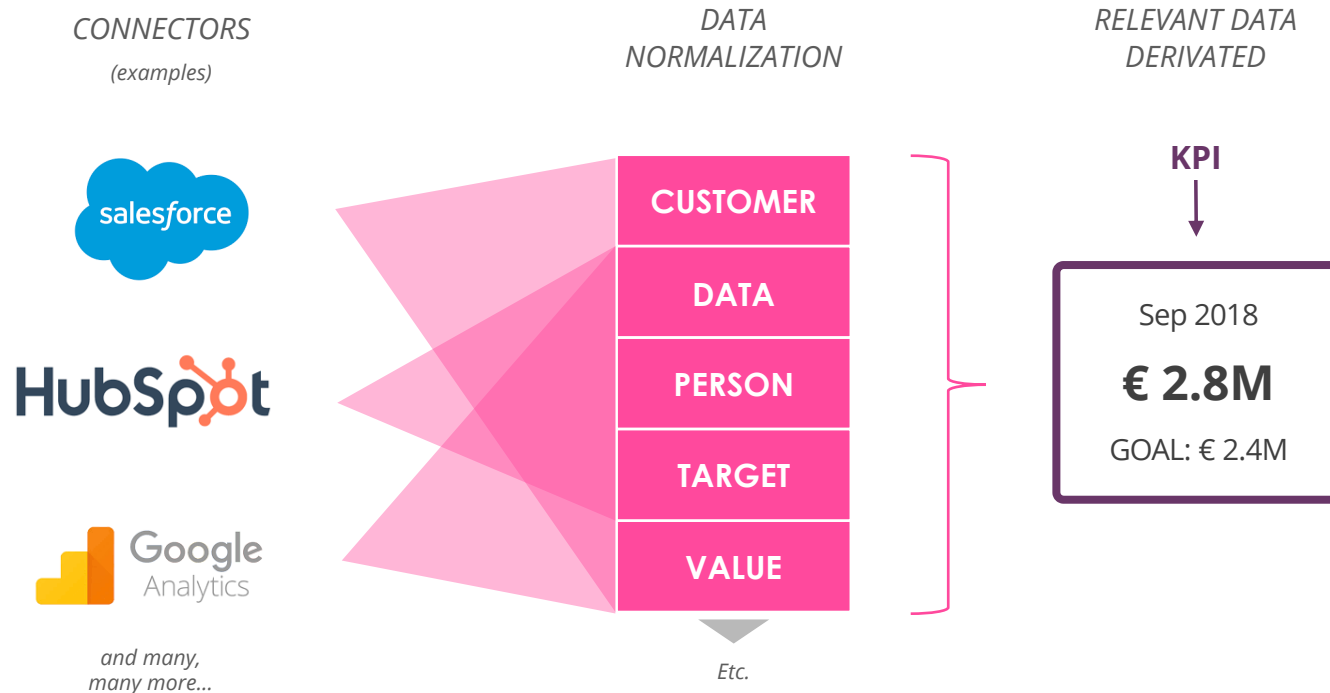 CONNECTORS
(examples)
salesforce
HubSpot
Google
Analytics
and many,
many more...
DATA
NORMALIZATION
CUSTOMER
DATA
PERSON
TARGET
VALUE
Etc.
RELEVANT DATA
DERIVATED
KPI
Sep 2018
€ 2.8M
GOAL: € 2.4M